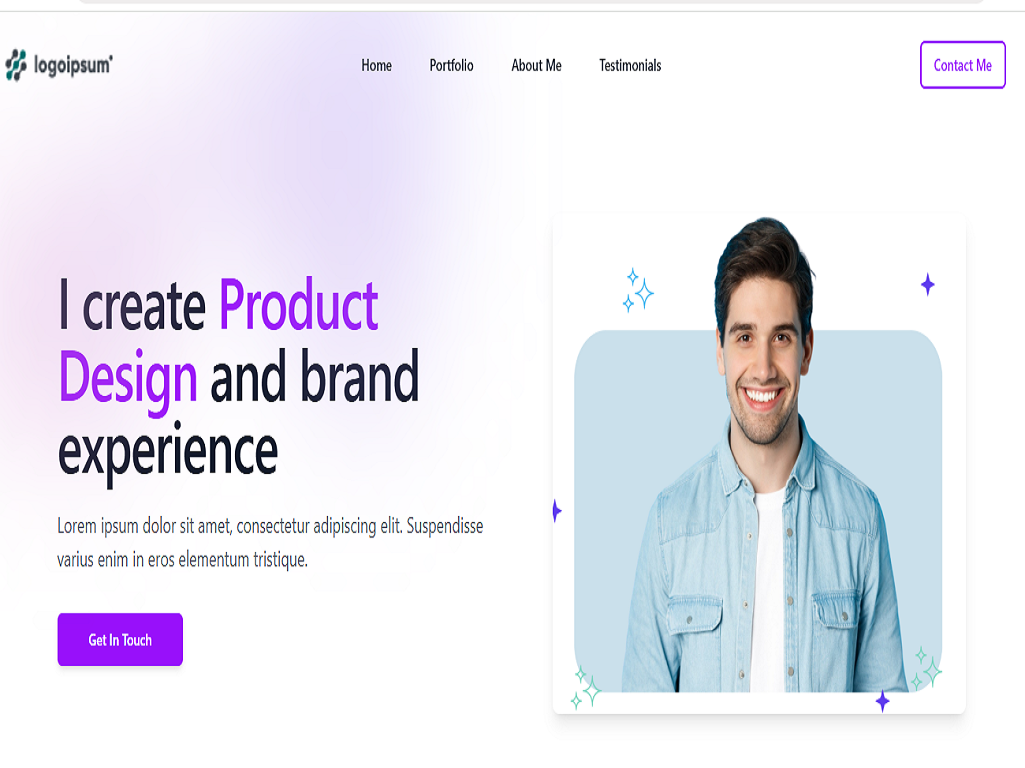 logoipsum
Home
Portfolio
About Me
Testimonials
Contact Me
I create Product
Design and brand
experience
Lorem ipsum dolor sit amet, consectetur adipiscing elit. Suspendisse
varius enim in eros elementum tristique.
Get In Touch